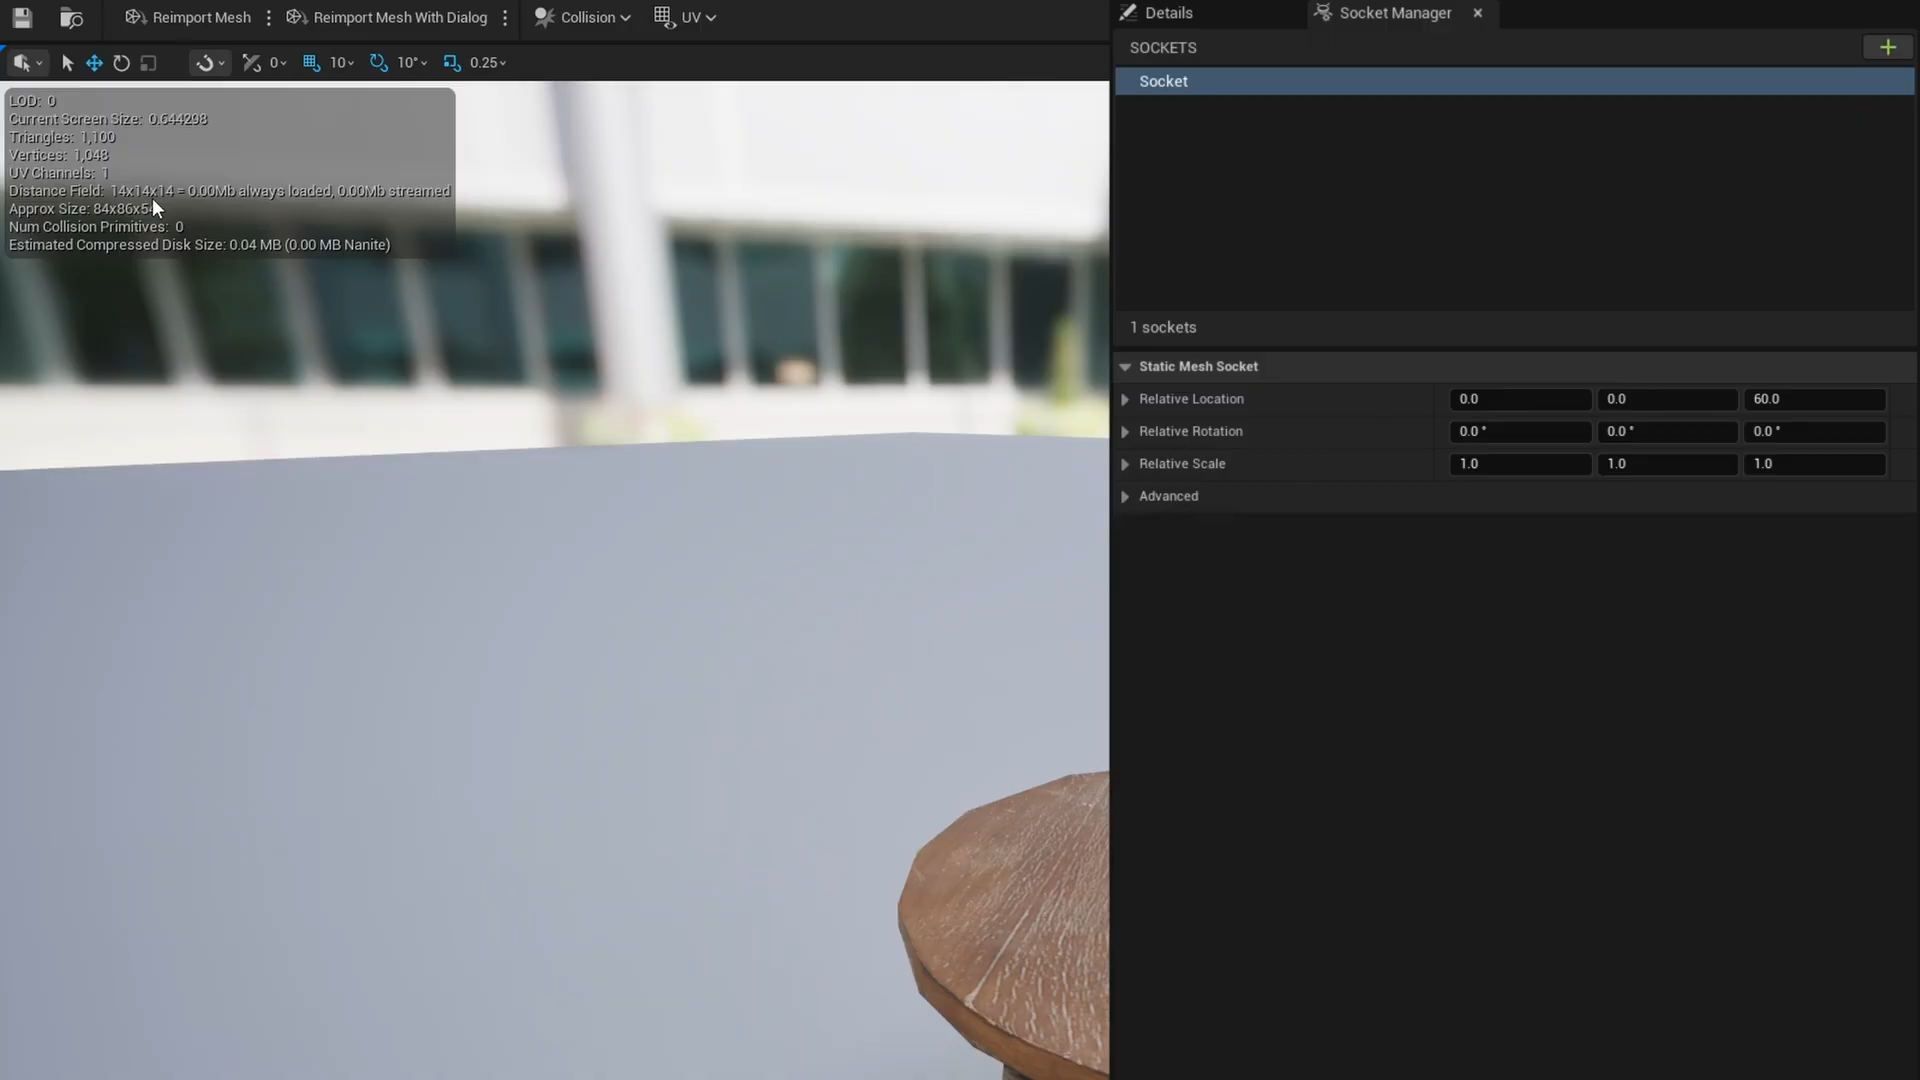 Reimport Mesh
Reimport Mesh With Dialog
Collision
UV
0
10
10°
0.25
LOD: 0
Current Screen Size: 0.644298
Triangles: 1,100
Vertices: 1,048
UV Channels: 1
Distance Field: 14x14x14 = 0.00Mb always loaded, 0.00Mb streamed
Approx Size: 84x86x54
Num Collision Primitives: 0
Estimated Compressed Disk Size: 0.04 MB (0.00 MB Nanite)
Details
Socket Manager
SOCKETS
Socket
1 sockets
Static Mesh Socket
Relative Location 0.0 0.0 60.0
Relative Rotation 0.0 ° 0.0 ° 0.0 °
Relative Scale 1.0 1.0 1.0
Advanced